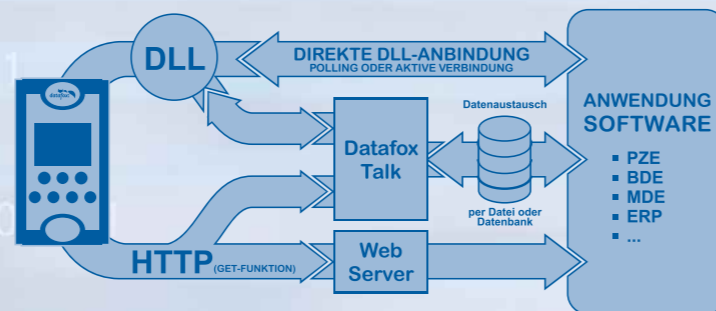 DLL
DIREKTE DLL-ANBINDUNG
POLLING ODER AKTIVE VERBINDUNG
datafox
Datafox
Talk
Datenaustausch
per Datei oder
Datenbank
HTTP (GET-FUNKTION)
Web
Server
ANWENDUNG
SOFTWARE
▪ PZE
▪ BDE
▪ MDE
▪ ERP
▪ ...